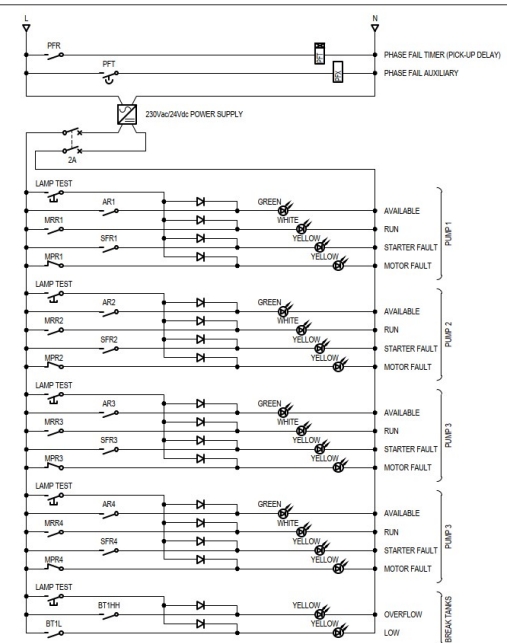 L N
PFR PHASE FAIL TIMER (PICK-UP DELAY)
PFT
PFT PHASE FAIL AUXILIARY
PFX
230Vac/24Vdc POWER SUPPLY
2A
LAMP TEST
AR1 GREEN AVAILABLE
MRR1 WHITE RUN
SFR1 YELLOW STARTER FAULT
MPR1 YELLOW MOTOR FAULT
PUMP 1
LAMP TEST
AR2 GREEN AVAILABLE
MRR2 WHITE RUN
SFR2 YELLOW STARTER FAULT
MPR2 YELLOW MOTOR FAULT
PUMP 2
LAMP TEST
AR3 GREEN AVAILABLE
MRR3 WHITE RUN
SFR3 YELLOW STARTER FAULT
MPR3 YELLOW MOTOR FAULT
PUMP 3
LAMP TEST
AR4 GREEN AVAILABLE
MRR4 WHITE RUN
SFR4 YELLOW STARTER FAULT
MPR4 YELLOW MOTOR FAULT
PUMP 3
LAMP TEST
BT1HH YELLOW OVERFLOW
BT1L YELLOW LOW
BREAK TANKS